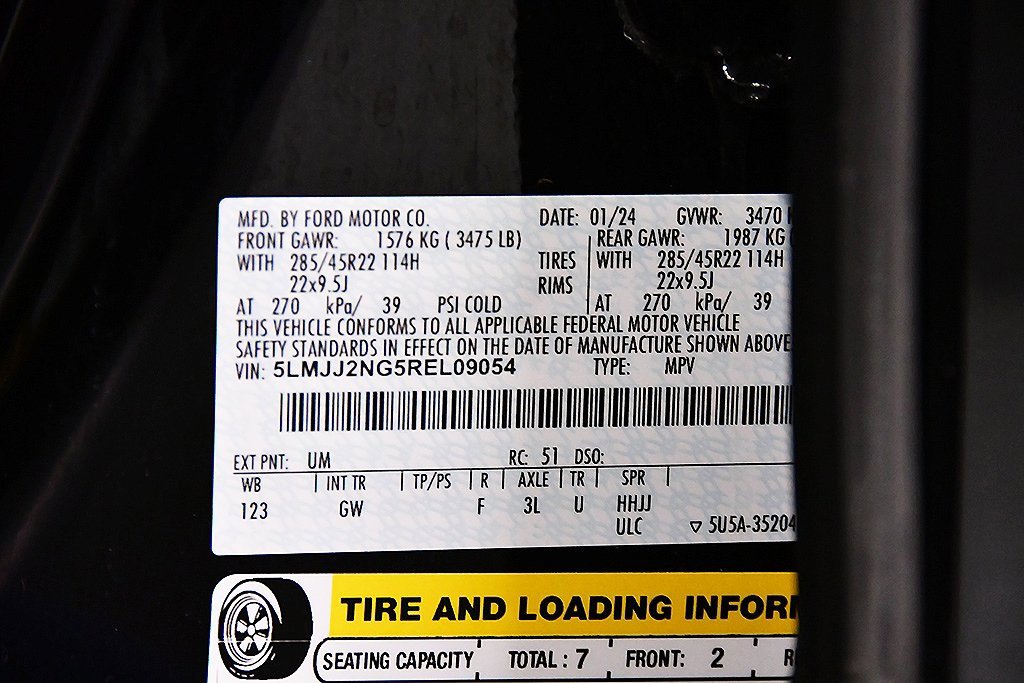 MFD. BY FORD MOTOR CO. DATE: 01/24 GVWR: 3470
FRONT GAWR: 1576 KG ( 3475 LB) REAR GAWR: 1987 KG
WITH 285/45R22 114H TIRES WITH 285/45R22 114H
22x9.5J RIMS 22x9.5J
AT 270 kPa/ 39 PSI COLD AT 270 kPa/ 39
THIS VEHICLE CONFORMS TO ALL APPLICABLE FEDERAL MOTOR VEHICLE
SAFETY STANDARDS IN EFFECT ON THE DATE OF MANUFACTURE SHOWN ABOVE
VIN: 5LMJJ2NG5REL09054 TYPE: MPV
EXT PNT: UM RC: 51 DSO:
WB | INT TR | TP/PS | R | AXLE | TR | SPR |
123 GW F 3L U HHJJ
ULC ▽ 5U5A-35204
TIRE AND LOADING INFOR
SEATING CAPACITY TOTAL : 7 FRONT: 2